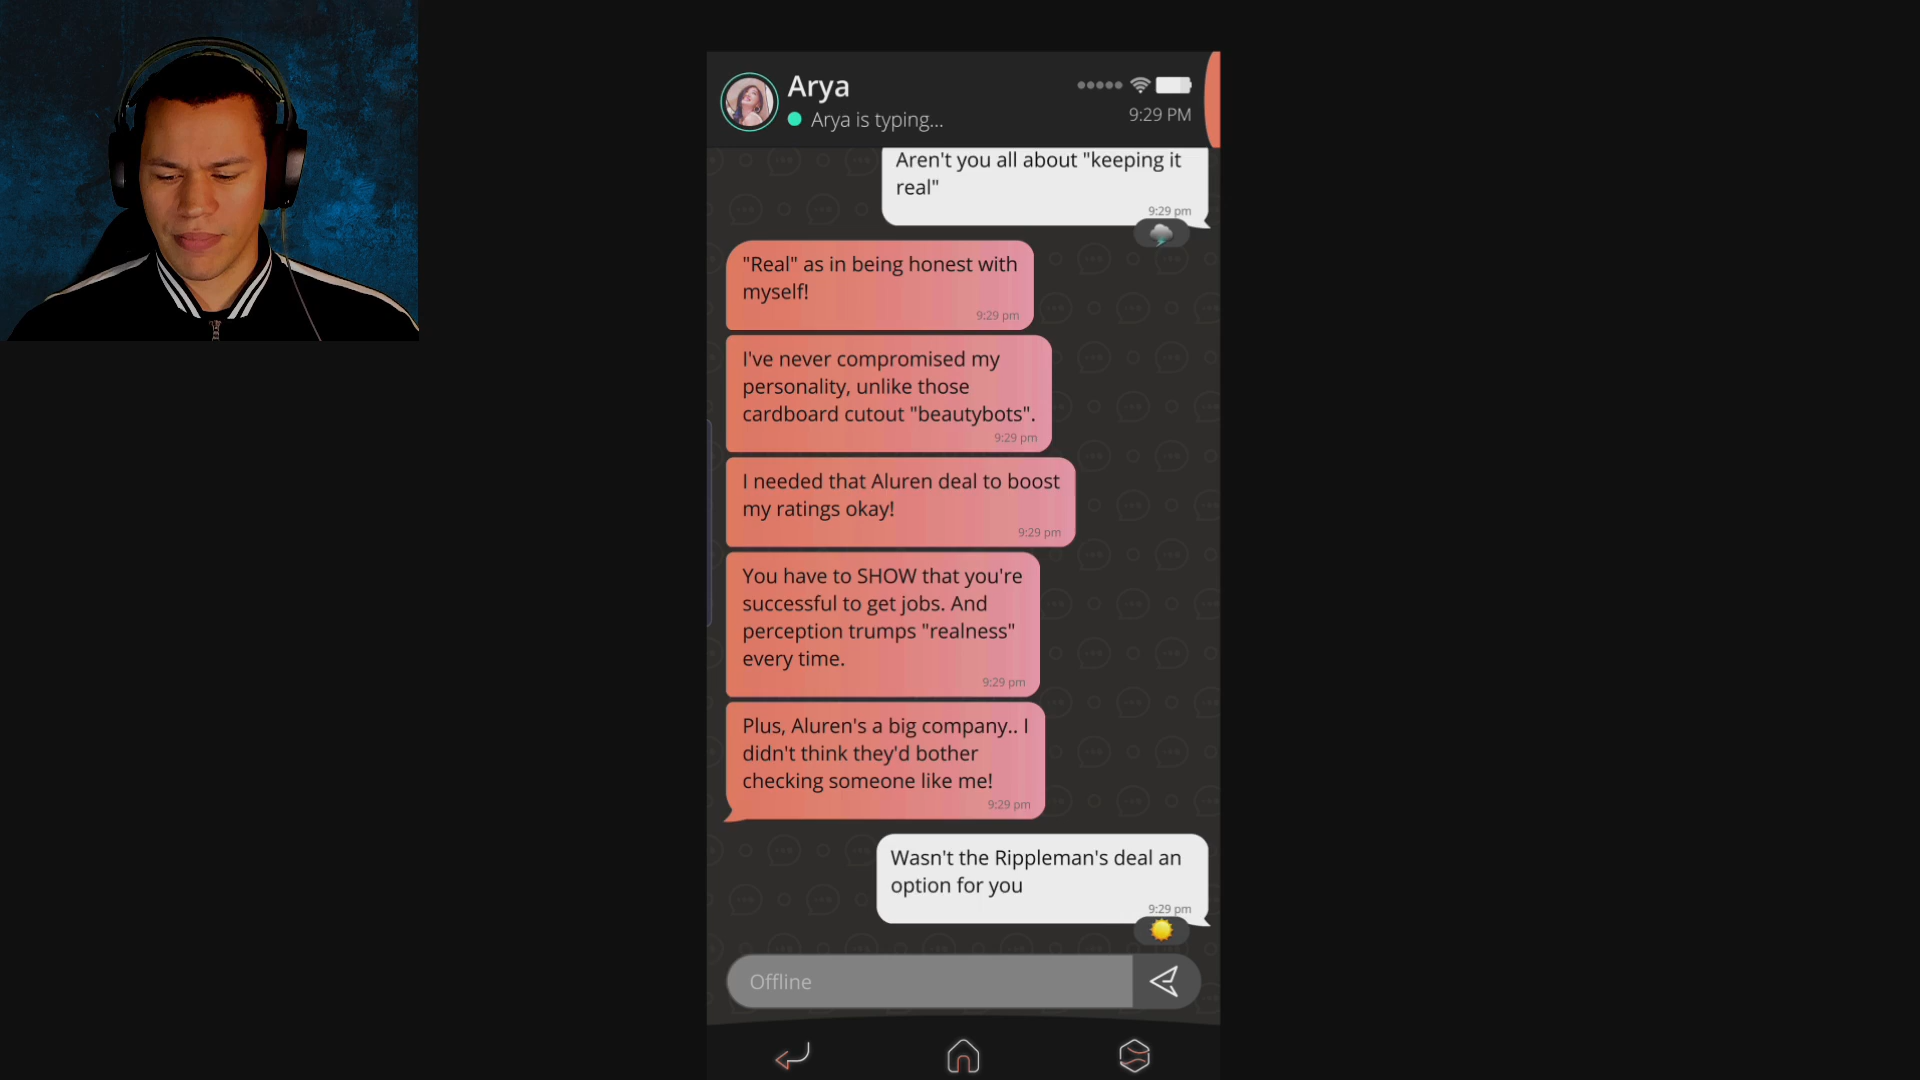 Arya
Arya is typing...
9:29 PM
Aren't you all about "keeping it
real"
9:29 pm
"Real" as in being honest with
myself!
9:29 pm
I've never compromised my
personality, unlike those
cardboard cutout "beautybots".
9:29 pm
I needed that Aluren deal to boost
my ratings okay!
9:29 pm
You have to SHOW that you're
successful to get jobs. And
perception trumps "realness"
every time.
9:29 pm
Plus, Aluren's a big company.. I
didn't think they'd bother
checking someone like me!
9:29 pm
Wasn't the Rippleman's deal an
option for you
9:29 pm
Offline